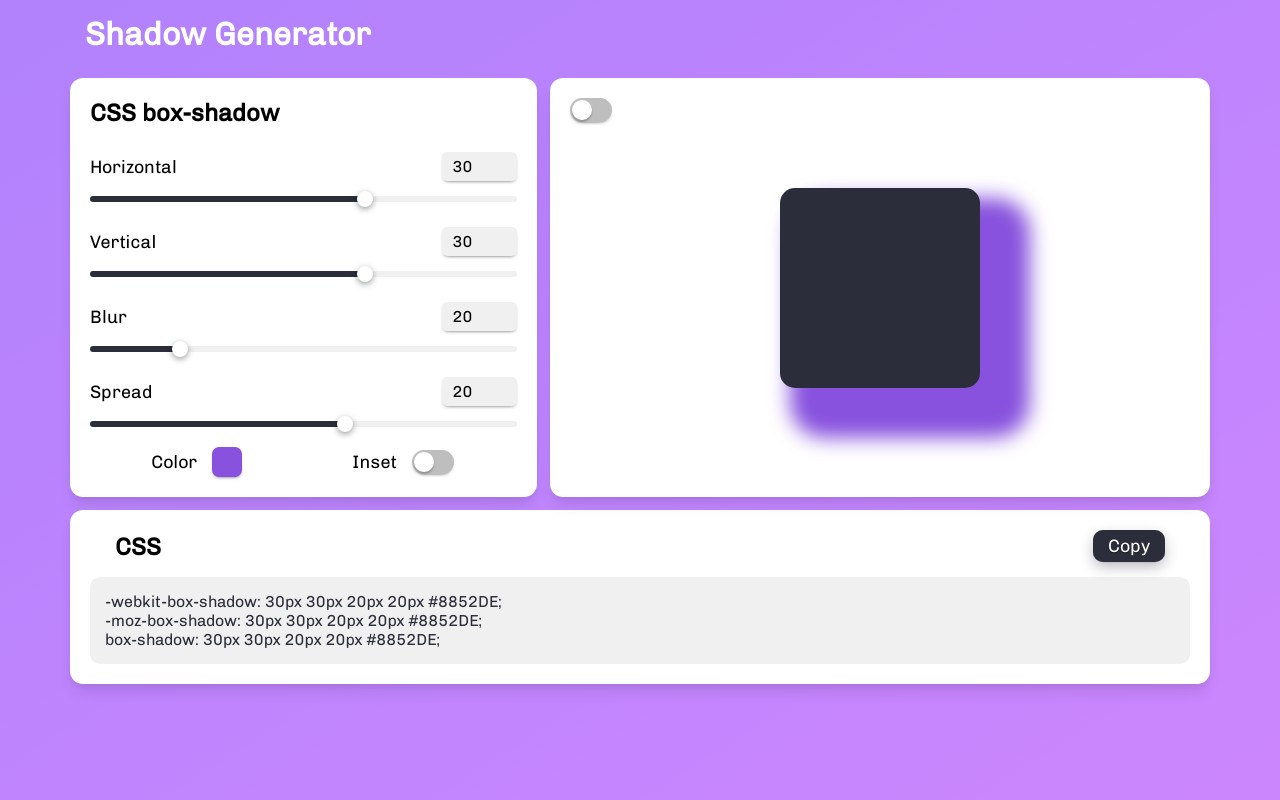 Shadow Generator
CSS box-shadow
Horizontal 30
Vertical 30
Blur 20
Spread 20
Color Inset
CSS Copy
-webkit-box-shadow: 30px 30px 20px 20px #8852DE;
-moz-box-shadow: 30px 30px 20px 20px #8852DE;
box-shadow: 30px 30px 20px 20px #8852DE;